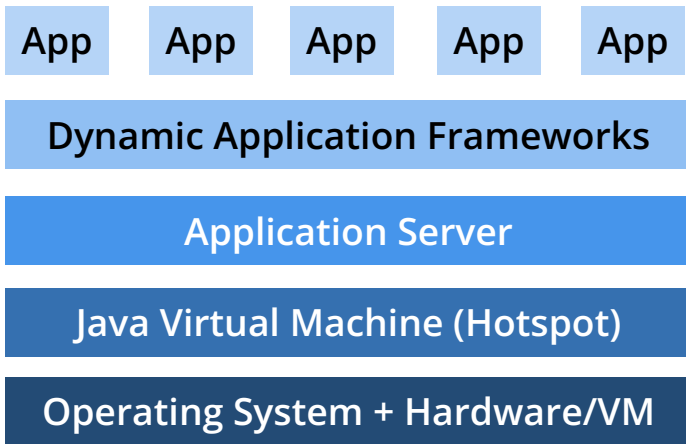 App App App App App
Dynamic Application Frameworks
Application Server
Java Virtual Machine (Hotspot)
Operating System + Hardware/VM